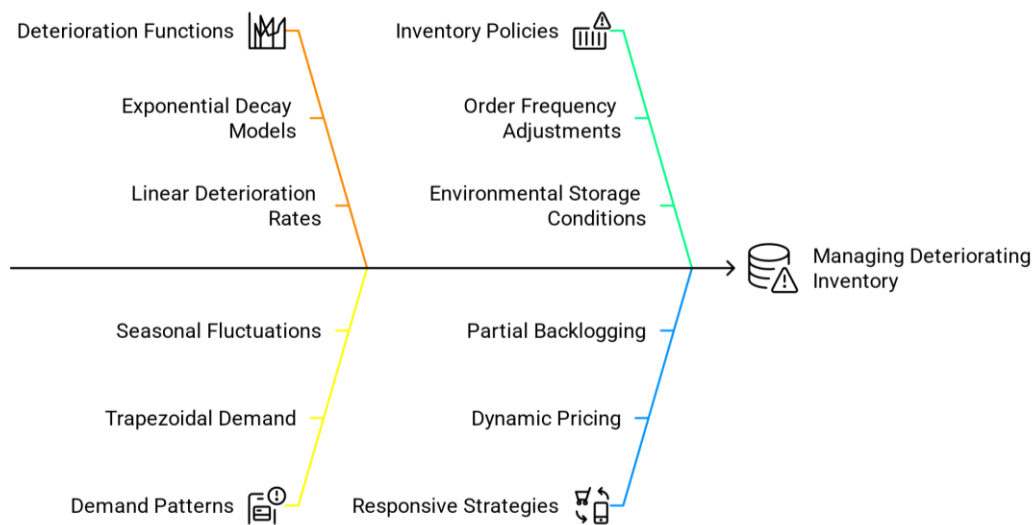 Deterioration Functions
Exponential Decay
Models
Linear Deterioration
Rates
Inventory Policies
Order Frequency
Adjustments
Environmental Storage
Conditions
Managing Deteriorating
Inventory
Seasonal Fluctuations
Trapezoidal Demand
Demand Patterns
Partial Backlogging
Dynamic Pricing
Responsive Strategies